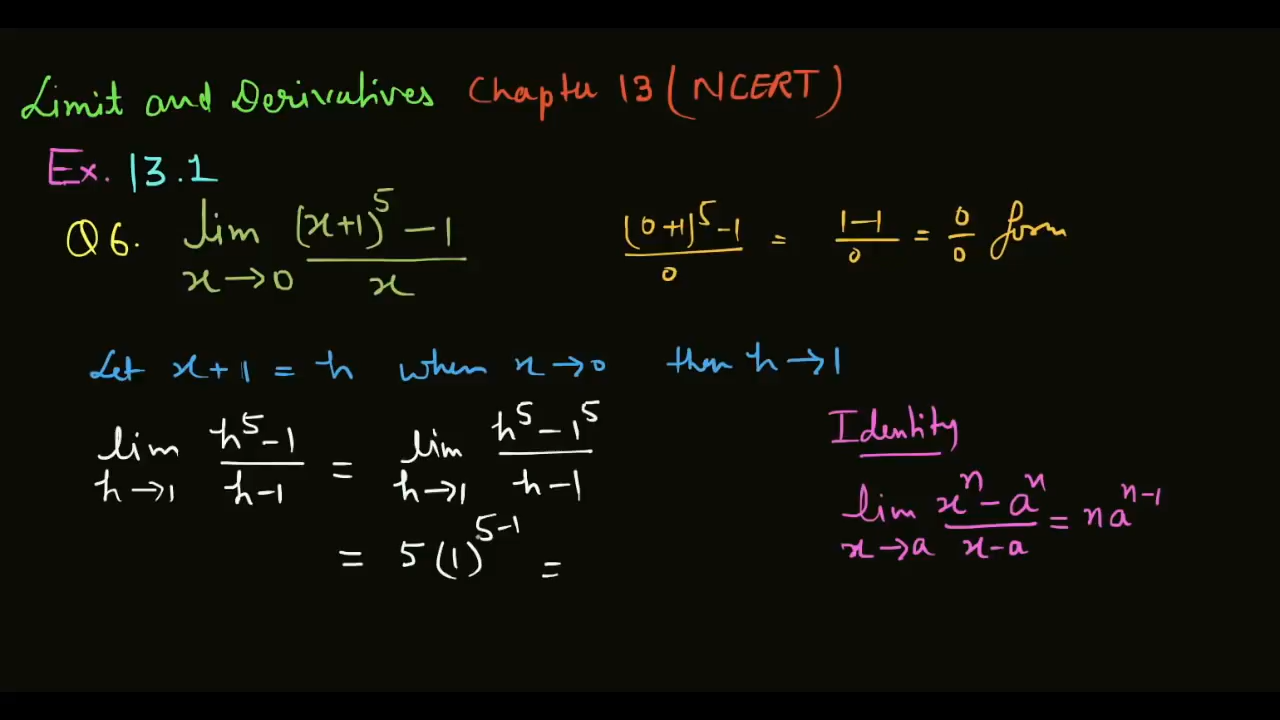 Limit and Derivatives Chapter 13 (NCERT)
Ex. 13.1
Q6. lim x→0 ((x+1)^5 - 1)/x    ((0+1)^5 - 1)/0 = (1-1)/0 = 0/0 form
Let x+1 = h when x→0 then h→1
lim h→1 (h^5 - 1)/(h-1) = lim h→1 (h^5 - 1^5)/(h-1)
= 5(1)^(5-1) =
Identity
lim x→a (x^n - a^n)/(x-a) = na^(n-1)